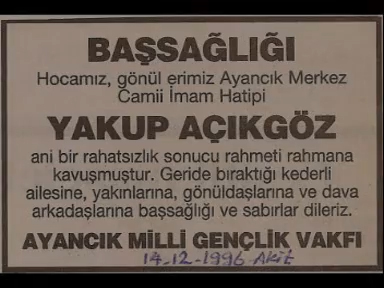 BAŞSAĞLIĞI
Hocamız, gönül erimiz Ayancık Merkez
Camii İmam Hatipi
YAKUP AÇIKGÖZ
ani bir rahatsızlık sonucu rahmeti rahmana
kavuşmuştur. Geride bıraktığı kederli
ailesine, yakınlarına, gönüldaşlarına ve dava
arkadaşlarına başsağlığı ve sabırlar dileriz.
AYANCIK MİLLİ GENÇLİK VAKFI
14-12-1996 AKit